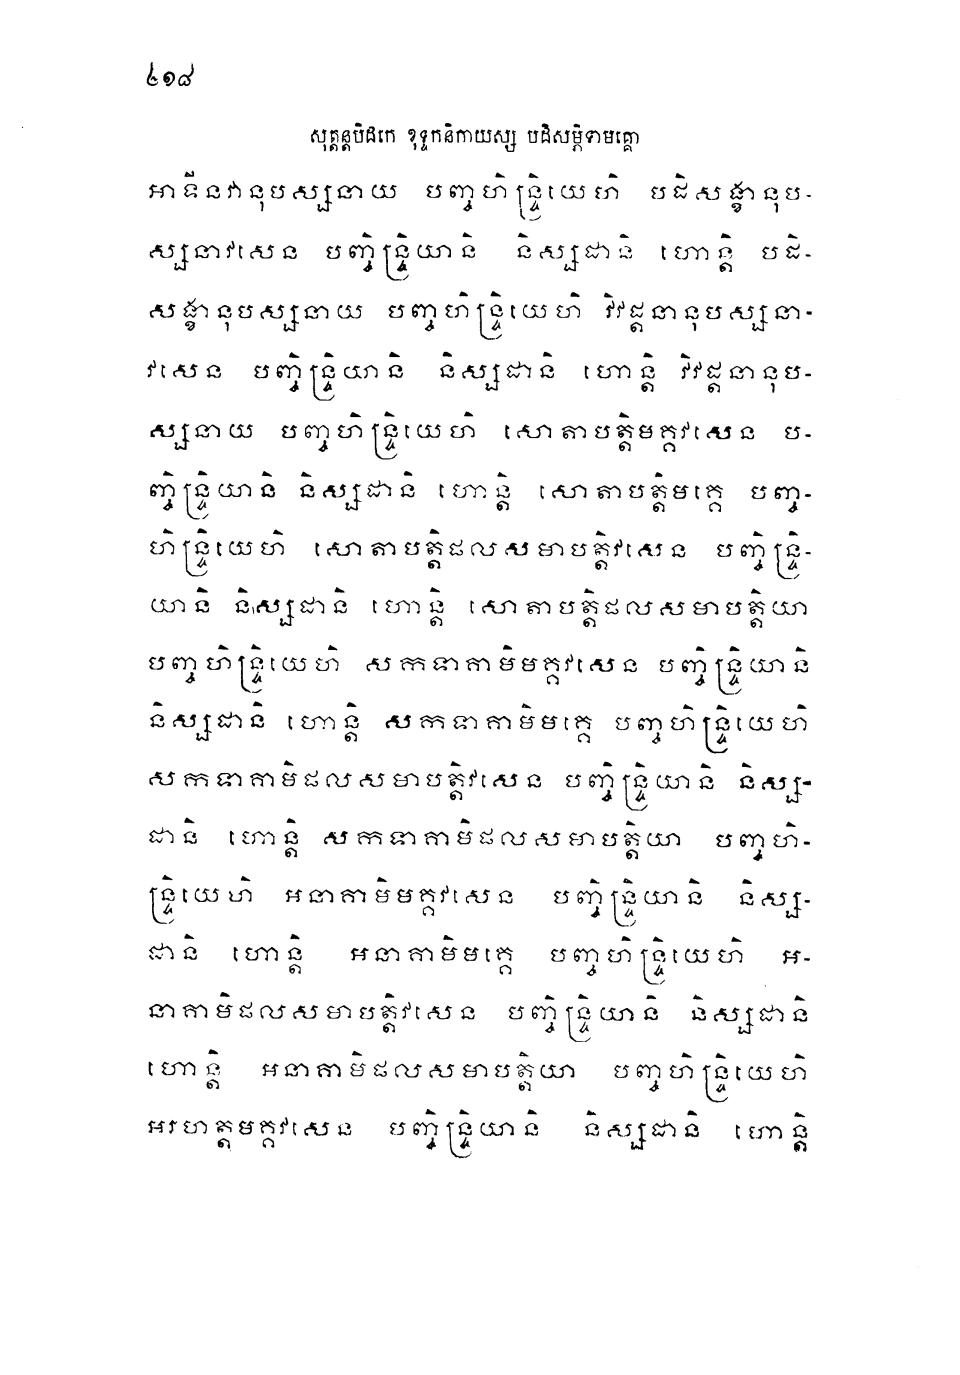 ៤១៨
សុត្តន្តបិដកេ ខុទ្ទកនិកាយស្ស បដិសម្ភិទាមគ្គោ
អាទីនវានុបស្សនាយ បញ្ចហិន្ទ្រិយេហិ បដិសង្ខានុប-
ស្សនាវសេន បញ្ចិន្ទ្រិយានិ និស្សដានិ ហោន្តិ បដិ-
សង្ខានុបស្សនាយ បញ្ចហិន្ទ្រិយេហិ វិវដ្តនានុបស្សនា-
វសេន បញ្ចិន្ទ្រិយានិ និស្សដានិ ហោន្តិ វិវដ្តនានុប-
ស្សនាយ បញ្ចហិន្ទ្រិយេហិ សោតាបត្តិមគ្គវសេន ប-
ញ្ចិន្ទ្រិយានិ និស្សដានិ ហោន្តិ សោតាបត្តិមគ្គេ បញ្ច-
ហិន្ទ្រិយេហិ សោតាបត្តិផលសមាបត្តិវសេន បញ្ចិន្ទ្រិ-
យានិ និស្សដានិ ហោន្តិ សោតាបត្តិផលសមាបត្តិយា
បញ្ចហិន្ទ្រិយេហិ សកទាគាមិមគ្គវសេន បញ្ចិន្ទ្រិយានិ
និស្សដានិ ហោន្តិ សកទាគាមិមគ្គេ បញ្ចហិន្ទ្រិយេហិ
សកទាគាមិផលសមាបត្តិវសេន បញ្ចិន្ទ្រិយានិ និស្ស-
ដានិ ហោន្តិ សកទាគាមិផលសមាបត្តិយា បញ្ចហិ-
ន្ទ្រិយេហិ អនាគាមិមគ្គវសេន បញ្ចិន្ទ្រិយានិ និស្ស-
ដានិ ហោន្តិ អនាគាមិមគ្គេ បញ្ចហិន្ទ្រិយេហិ អ-
នាគាមិផលសមាបត្តិវសេន បញ្ចិន្ទ្រិយានិ និស្សដានិ
ហោន្តិ អនាគាមិផលសមាបត្តិយា បញ្ចហិន្ទ្រិយេហិ
អរហត្តមគ្គវសេន បញ្ចិន្ទ្រិយានិ និស្សដានិ ហោន្តិ